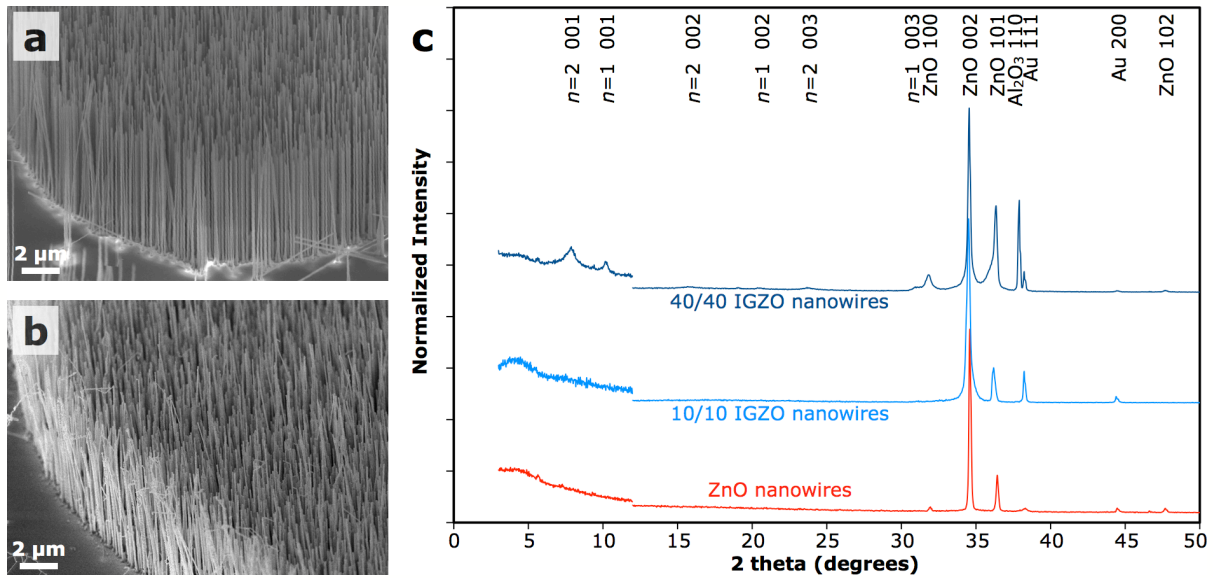 a
2 μm
b
2 μm
c
n=2 001
n=1 001
n=2 002
n=1 002
n=2 003
n=1 003
ZnO 100
ZnO 002
ZnO 101
Al₂O₃ 110
Au 111
Au 200
ZnO 102
Normalized Intensity
40/40 IGZO nanowires
10/10 IGZO nanowires
ZnO nanowires
0 5 10 15 20 25 30 35 40 45 50
2 theta (degrees)